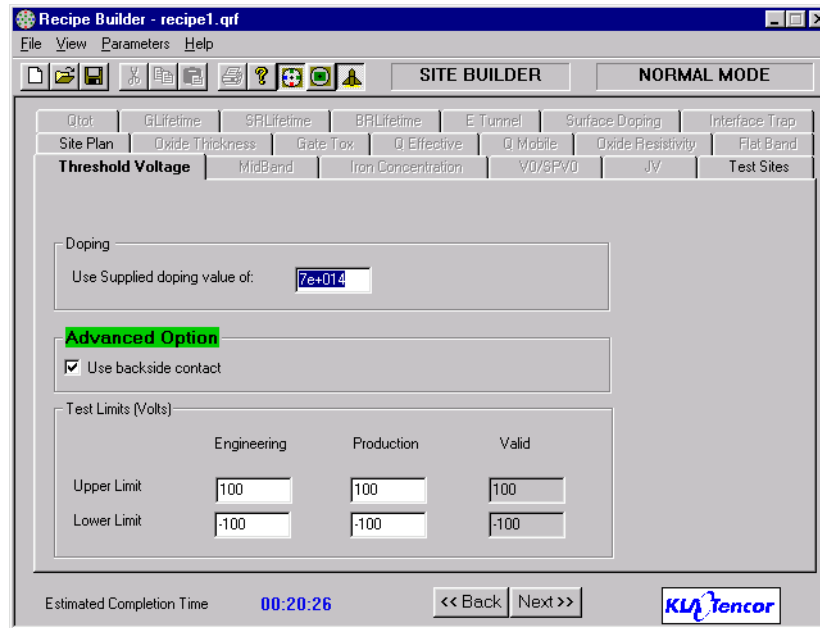 Recipe Builder - recipe1.qrf
File View Parameters Help
SITE BUILDER NORMAL MODE
Qtot GLifetime SRLifetime BRLifetime E Tunnel Surface Doping Interface Trap
Site Plan Oxide Thickness Gate Tox Q Effective Q Mobile Oxide Resistivity Flat Band
Threshold Voltage MidBand Iron Concentration V0/SPV0 JV Test Sites
Doping
Use Supplied doping value of: 7e+014
Advanced Option
Use backside contact
Test Limits (Volts)
Engineering Production Valid
Upper Limit 100 100 100
Lower Limit -100 -100 -100
Estimated Completion Time 00:20:26 << Back Next >> KLA Tencor